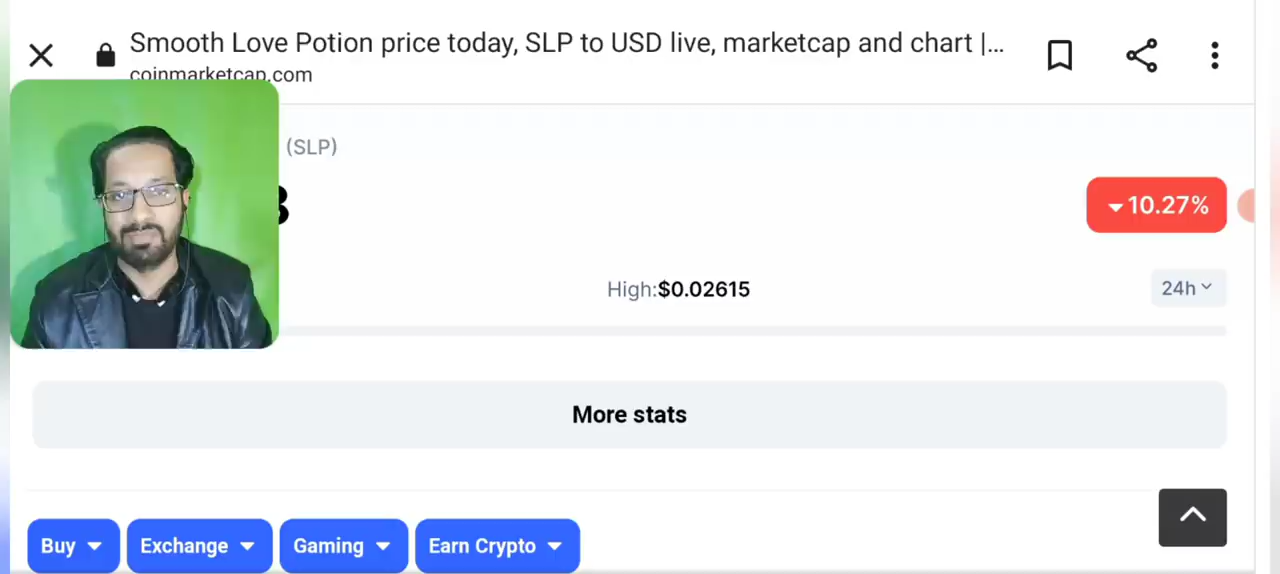 Smooth Love Potion price today, SLP to USD live, marketcap and chart |...
coinmarketcap.com
(SLP)
10.27%
High:$0.02615
24h
More stats
Buy
Exchange
Gaming
Earn Crypto